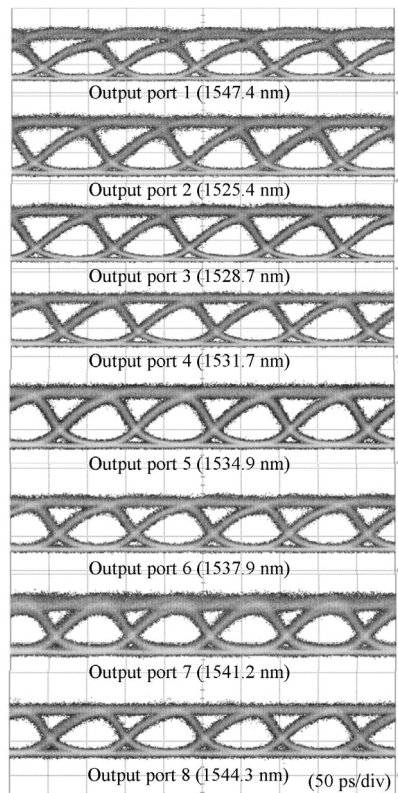 Output port 1 (1547.4 nm)
Output port 2 (1525.4 nm)
Output port 3 (1528.7 nm)
Output port 4 (1531.7 nm)
Output port 5 (1534.9 nm)
Output port 6 (1537.9 nm)
Output port 7 (1541.2 nm)
Output port 8 (1544.3 nm)
(50 ps/div)